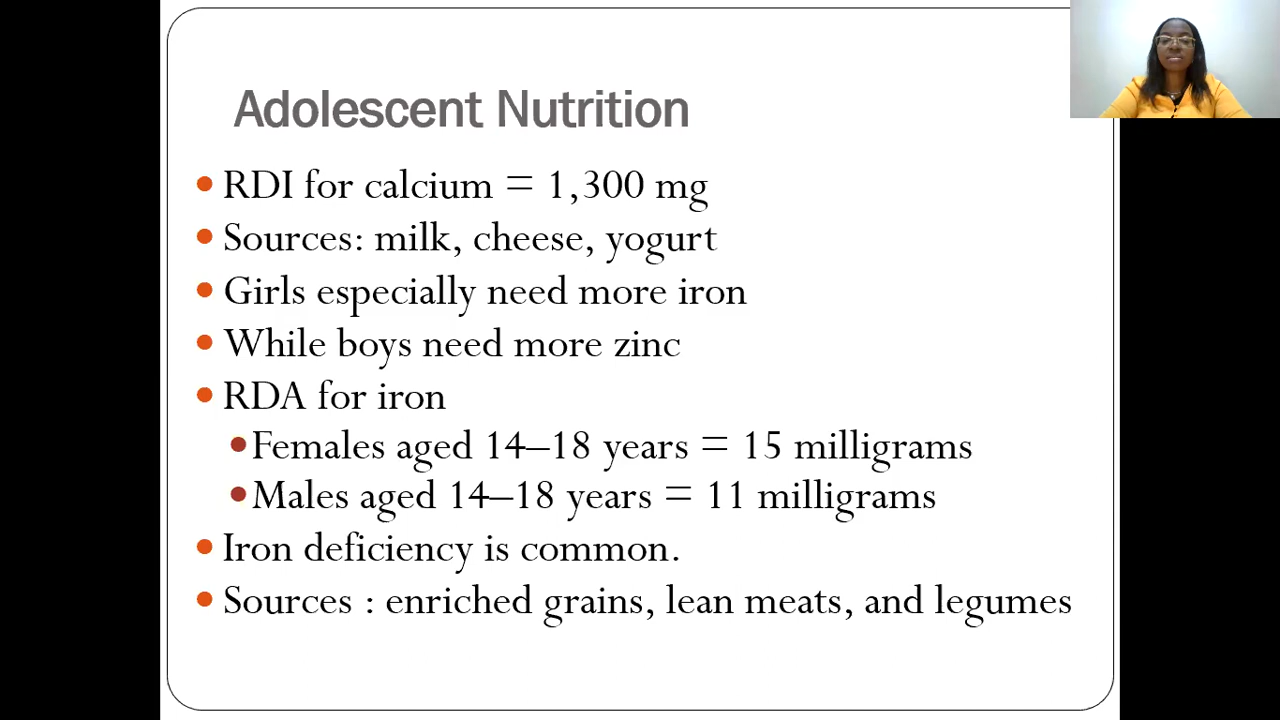 Adolescent Nutrition
RDI for calcium = 1,300 mg
Sources: milk, cheese, yogurt
Girls especially need more iron
While boys need more zinc
RDA for iron
Females aged 14–18 years = 15 milligrams
Males aged 14–18 years = 11 milligrams
Iron deficiency is common.
Sources : enriched grains, lean meats, and legumes